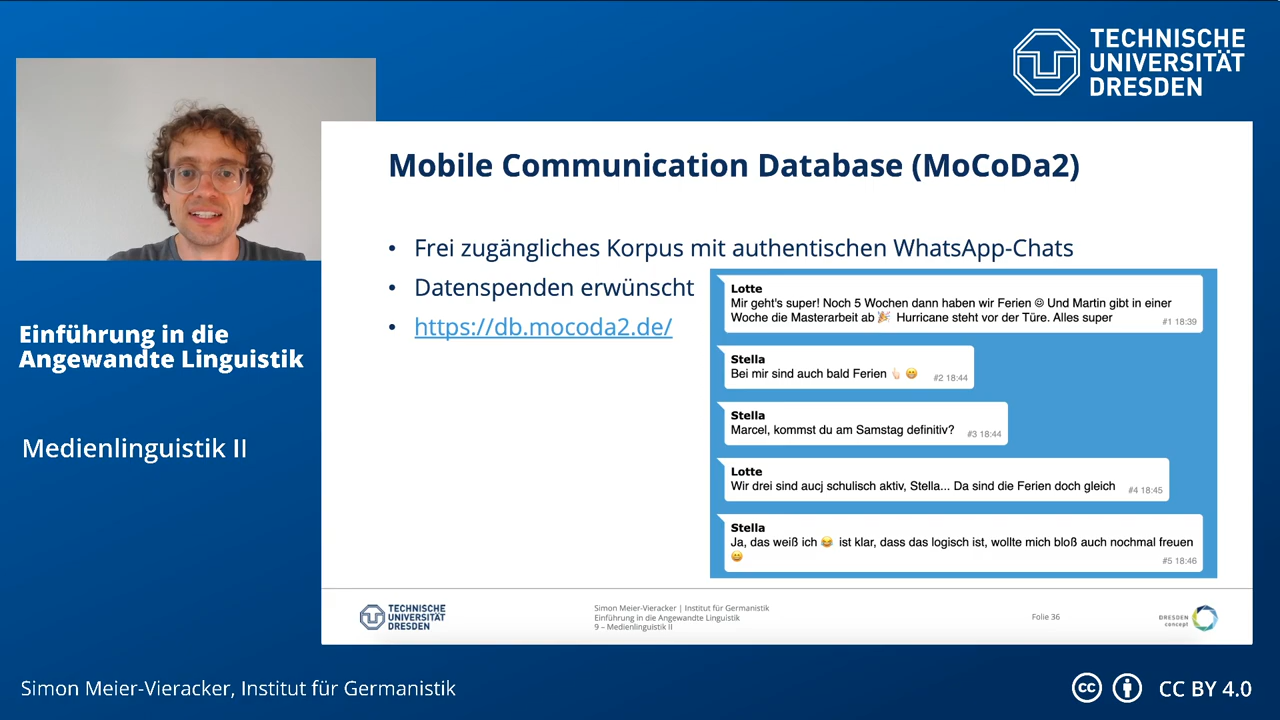 TECHNISCHE
UNIVERSITÄT
DRESDEN
Einführung in die
Angewandte Linguistik
Medienlinguistik II
Mobile Communication Database (MoCoDa2)
• Frei zugängliches Korpus mit authentischen WhatsApp-Chats
• Datenspenden erwünscht
• https://db.mocoda2.de/
Lotte
Mir geht's super! Noch 5 Wochen dann haben wir Ferien ☺ Und Martin gibt in einer
Woche die Masterarbeit ab 🎉 Hurricane steht vor der Türe. Alles super
#1 18:39
Stella
Bei mir sind auch bald Ferien 👆🏻 😄
#2 18:44
Stella
Marcel, kommst du am Samstag definitiv?
#3 18:44
Lotte
Wir drei sind aucj schulisch aktiv, Stella... Da sind die Ferien doch gleich
#4 18:45
Stella
Ja, das weiß ich 😂 ist klar, dass das logisch ist, wollte mich bloß auch nochmal freuen
😄
#5 18:46
TECHNISCHE
UNIVERSITÄT
DRESDEN
Simon Meier-Vieracker | Institut für Germanistik
Einführung in die Angewandte Linguistik
9 – Medienlinguistik II
Folie 36
DRESDEN
concept
Simon Meier-Vieracker, Institut für Germanistik
cc CC BY 4.0